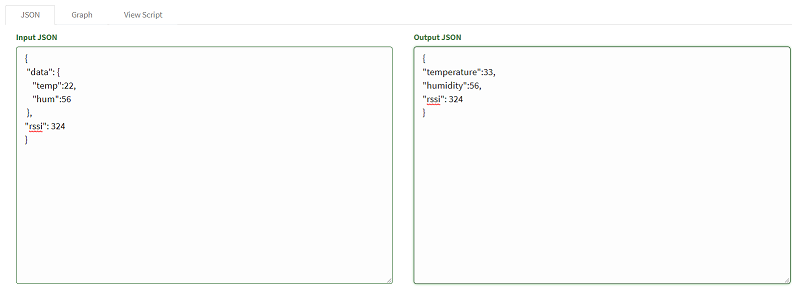 JSON
Graph
View Script
Input JSON
{
"data": {
"temp":22,
"hum":56
},
"rssi": 324
}
Output JSON
{
"temperature":33,
"humidity":56,
"rssi": 324
}